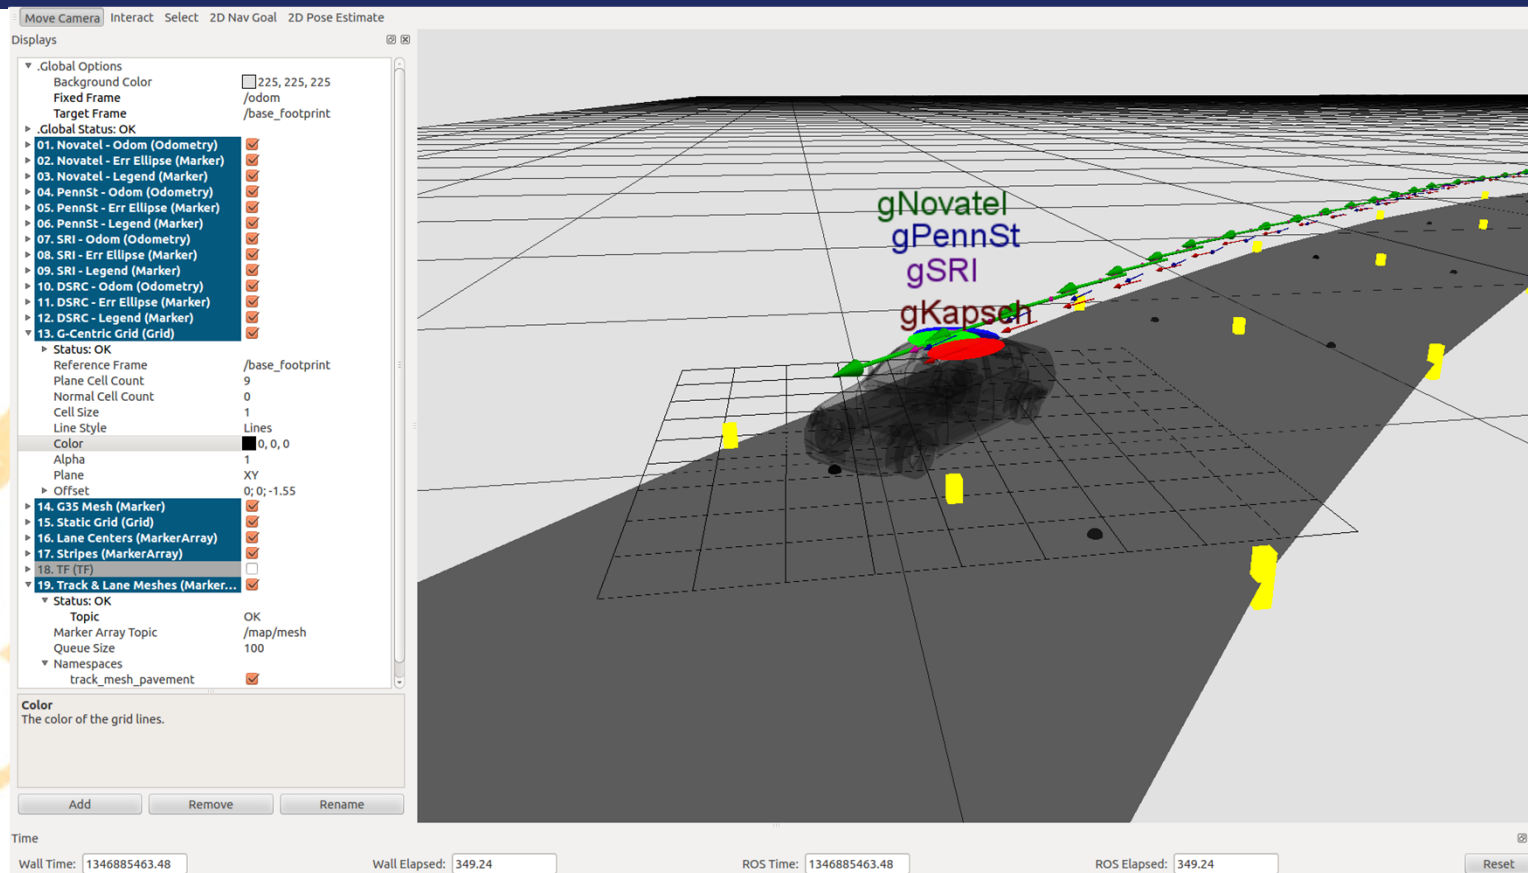 Move Camera Interact Select 2D Nav Goal 2D Pose Estimate
Displays
.Global Options
Background Color 225, 225, 225
Fixed Frame /odom
Target Frame /base_footprint
.Global Status: OK
01. Novatel - Odom (Odometry)
02. Novatel - Err Ellipse (Marker)
03. Novatel - Legend (Marker)
04. PennSt - Odom (Odometry)
05. PennSt - Err Ellipse (Marker)
06. PennSt - Legend (Marker)
07. SRI - Odom (Odometry)
08. SRI - Err Ellipse (Marker)
09. SRI - Legend (Marker)
10. DSRC - Odom (Odometry)
11. DSRC - Err Ellipse (Marker)
12. DSRC - Legend (Marker)
13. G-Centric Grid (Grid)
Status: OK
Reference Frame /base_footprint
Plane Cell Count 9
Normal Cell Count 0
Cell Size 1
Line Style Lines
Color 0, 0, 0
Alpha 1
Plane XY
Offset 0; 0; -1.55
14. G35 Mesh (Marker)
15. Static Grid (Grid)
16. Lane Centers (MarkerArray)
17. Stripes (MarkerArray)
18. TF (TF)
19. Track & Lane Meshes (Marker...
Status: OK
Topic OK
Marker Array Topic /map/mesh
Queue Size 100
Namespaces
track_mesh_pavement
Color
The color of the grid lines.
Add Remove Rename
gNovatel
gPennSt
gSRI
gKapsch
Time
Wall Time: 1346885463.48 Wall Elapsed: 349.24 ROS Time: 1346885463.48 ROS Elapsed: 349.24 Reset